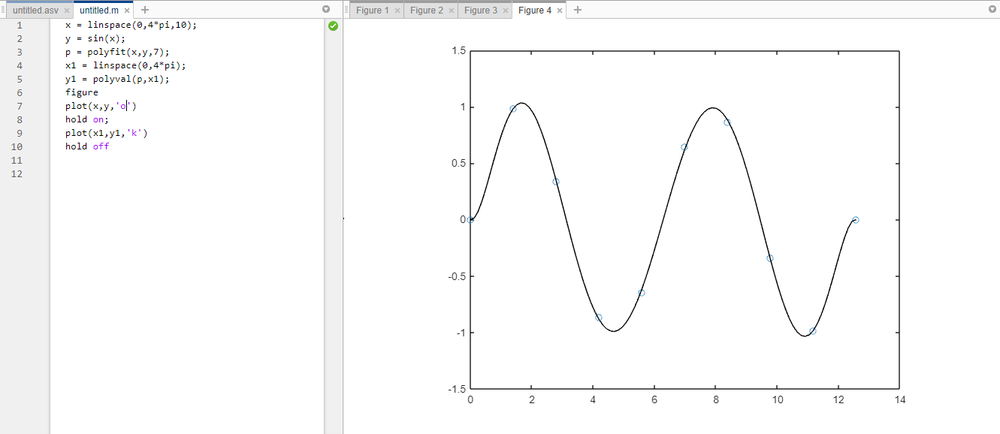 untitled.asv × untitled.m × +
1 x = linspace(0,4*pi,10);
2 y = sin(x);
3 p = polyfit(x,y,7);
4 x1 = linspace(0,4*pi);
5 y1 = polyval(p,x1);
6 figure
7 plot(x,y,'o')
8 hold on;
9 plot(x1,y1,'k')
10 hold off
11
12
Figure 1 × Figure 2 × Figure 3 × Figure 4 × +
1.5
1
0.5
0
-0.5
-1
-1.5
0 2 4 6 8 10 12 14